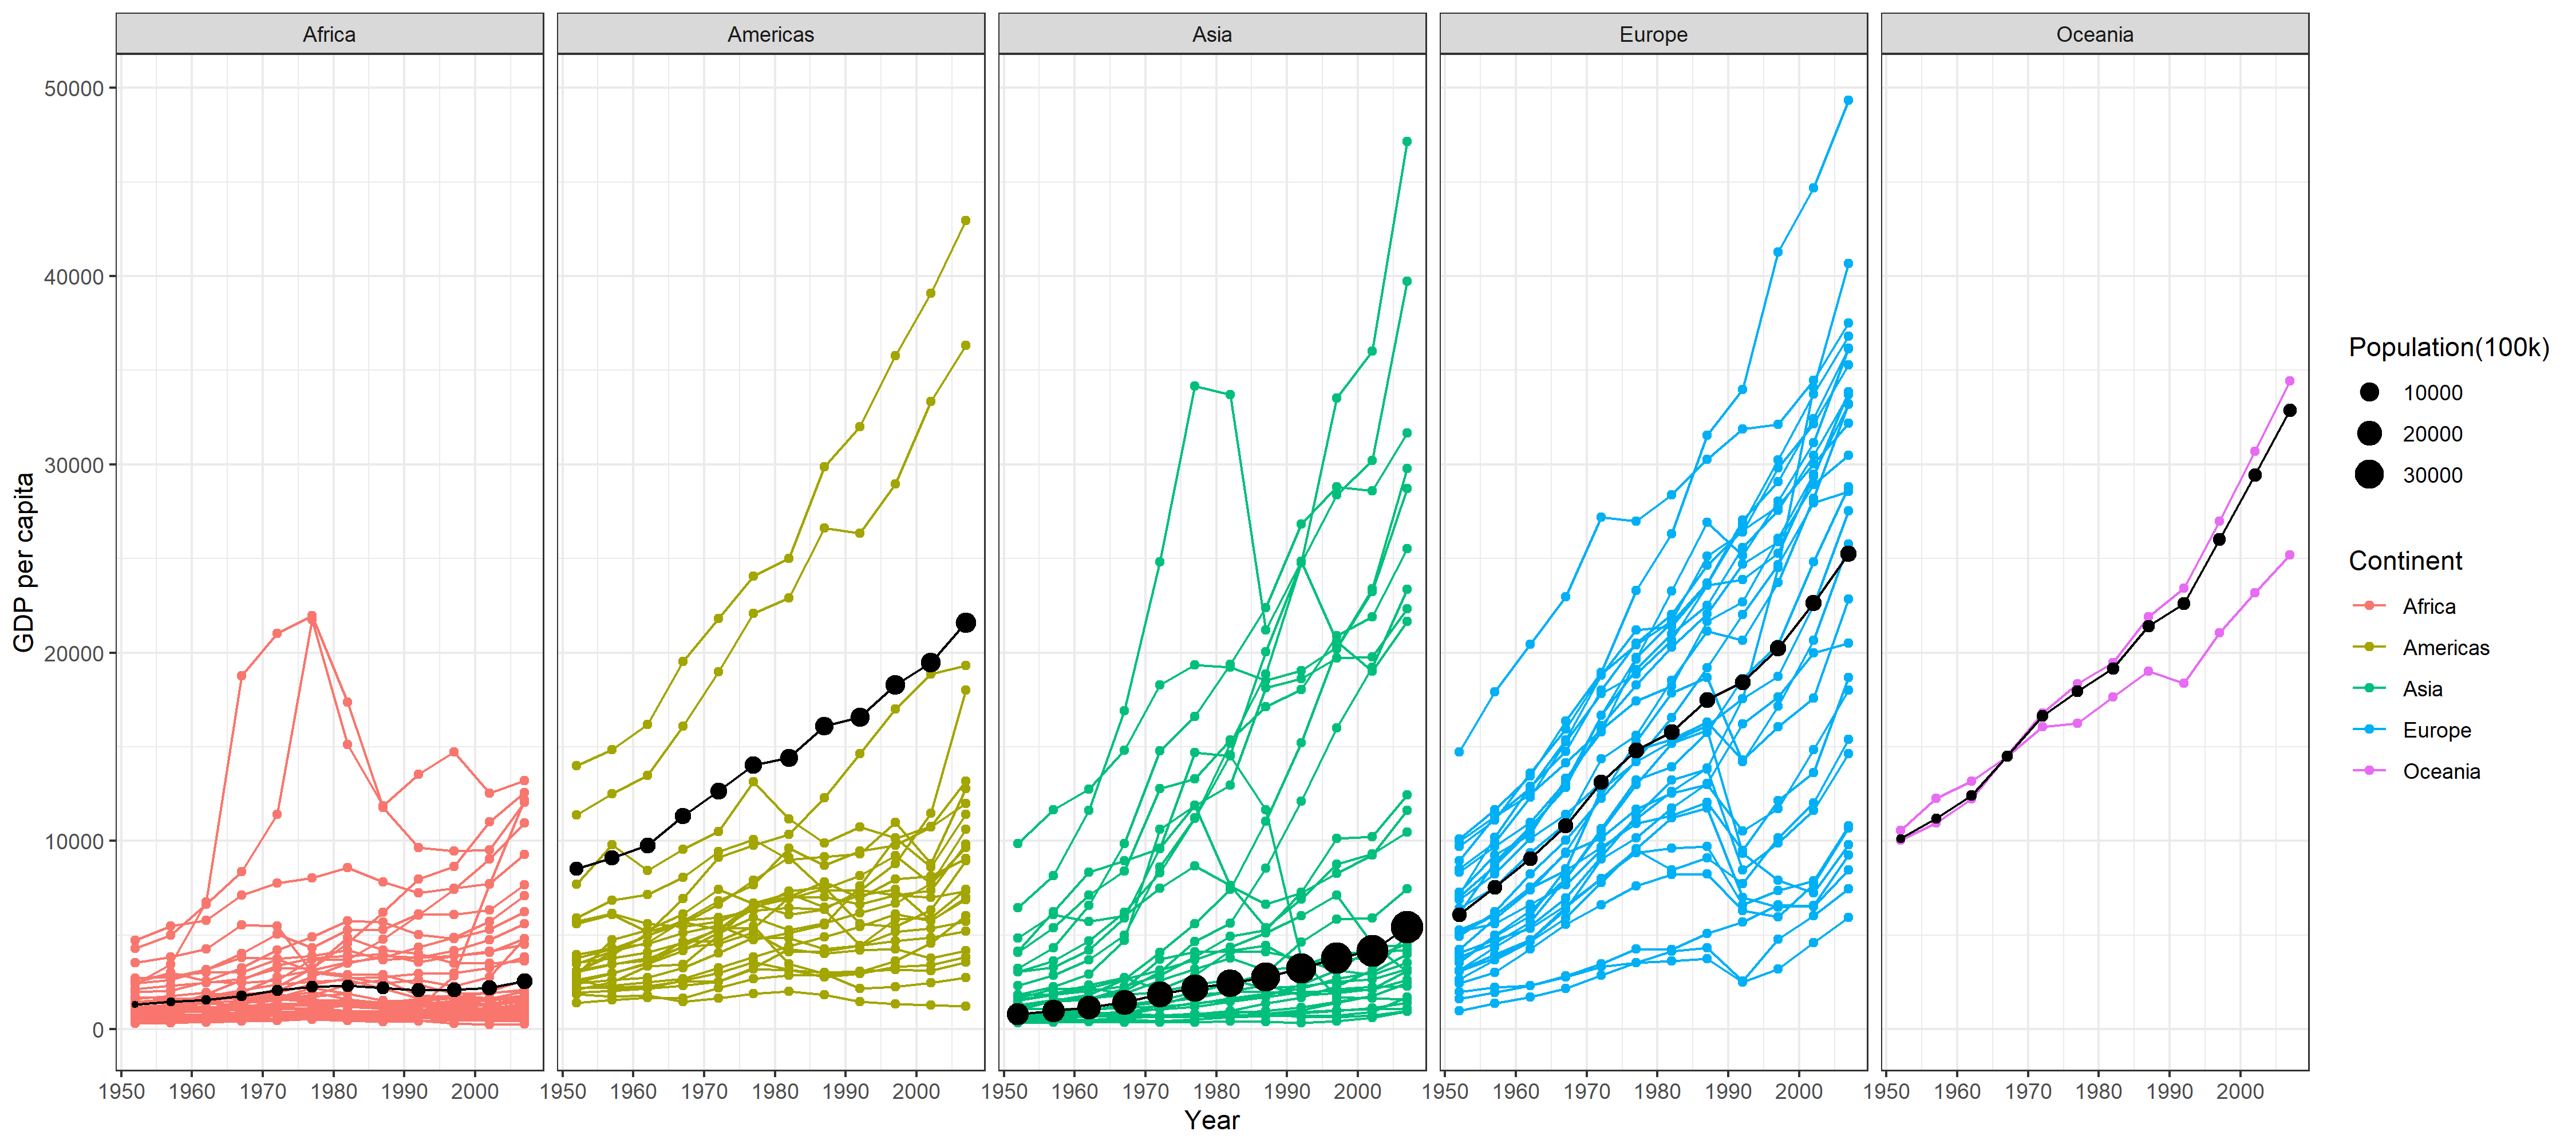 Africa
Americas
Asia
Europe
Oceania
50000
40000
30000
20000
10000
0
GDP per capita
1950 1960 1970 1980 1990 2000
1950 1960 1970 1980 1990 2000
1950 1960 1970 1980 1990 2000
1950 1960 1970 1980 1990 2000
1950 1960 1970 1980 1990 2000
Year
Population(100k)
10000
20000
30000
Continent
Africa
Americas
Asia
Europe
Oceania